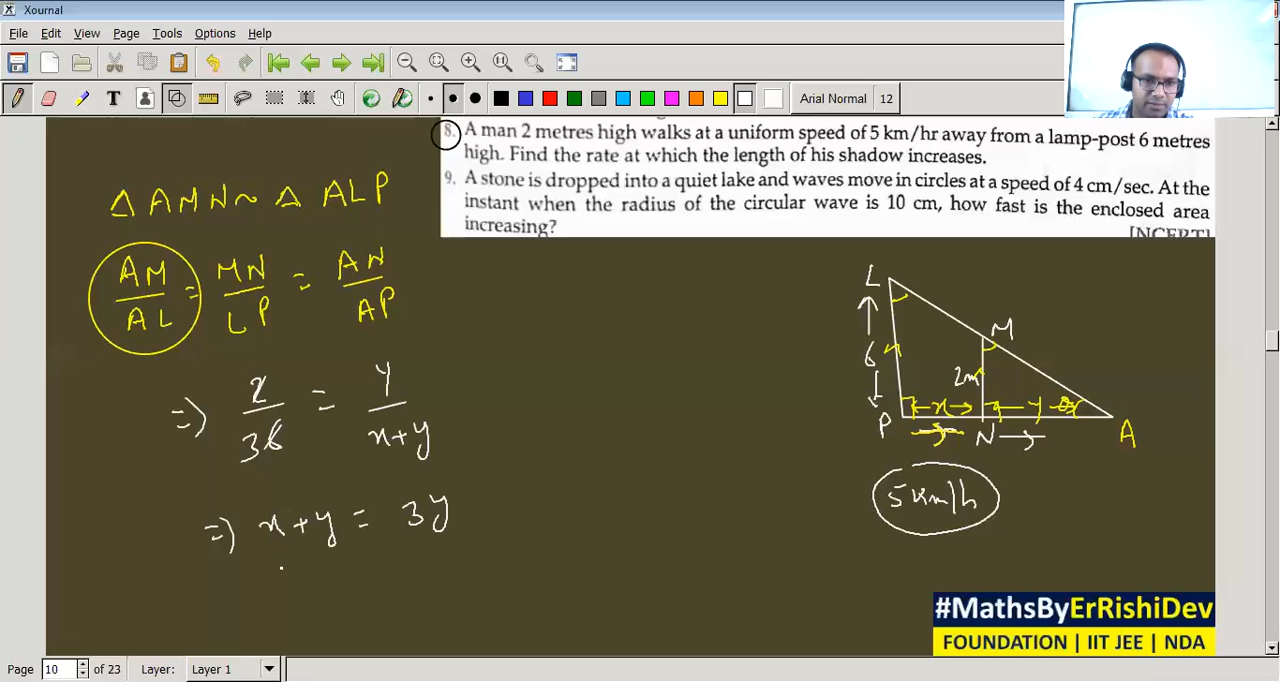 Xournal
File Edit View Page Tools Options Help
T
Arial Normal 12
8. A man 2 metres high walks at a uniform speed of 5 km/hr away from a lamp-post 6 metres
high. Find the rate at which the length of his shadow increases.
9. A stone is dropped into a quiet lake and waves move in circles at a speed of 4 cm/sec. At the
instant when the radius of the circular wave is 10 cm, how fast is the enclosed area
increasing?
[NCERT]
Δ AMN ~ Δ ALP
AM/AL = MN/LP = AN/AP
=) 2/36 = y/x+y
=) x+y = 3y
L
M
6
2m
x y
P N A
5 Km/h
#MathsByErRishiDev
FOUNDATION | IIT JEE | NDA
Page 10 of 23 Layer: Layer 1